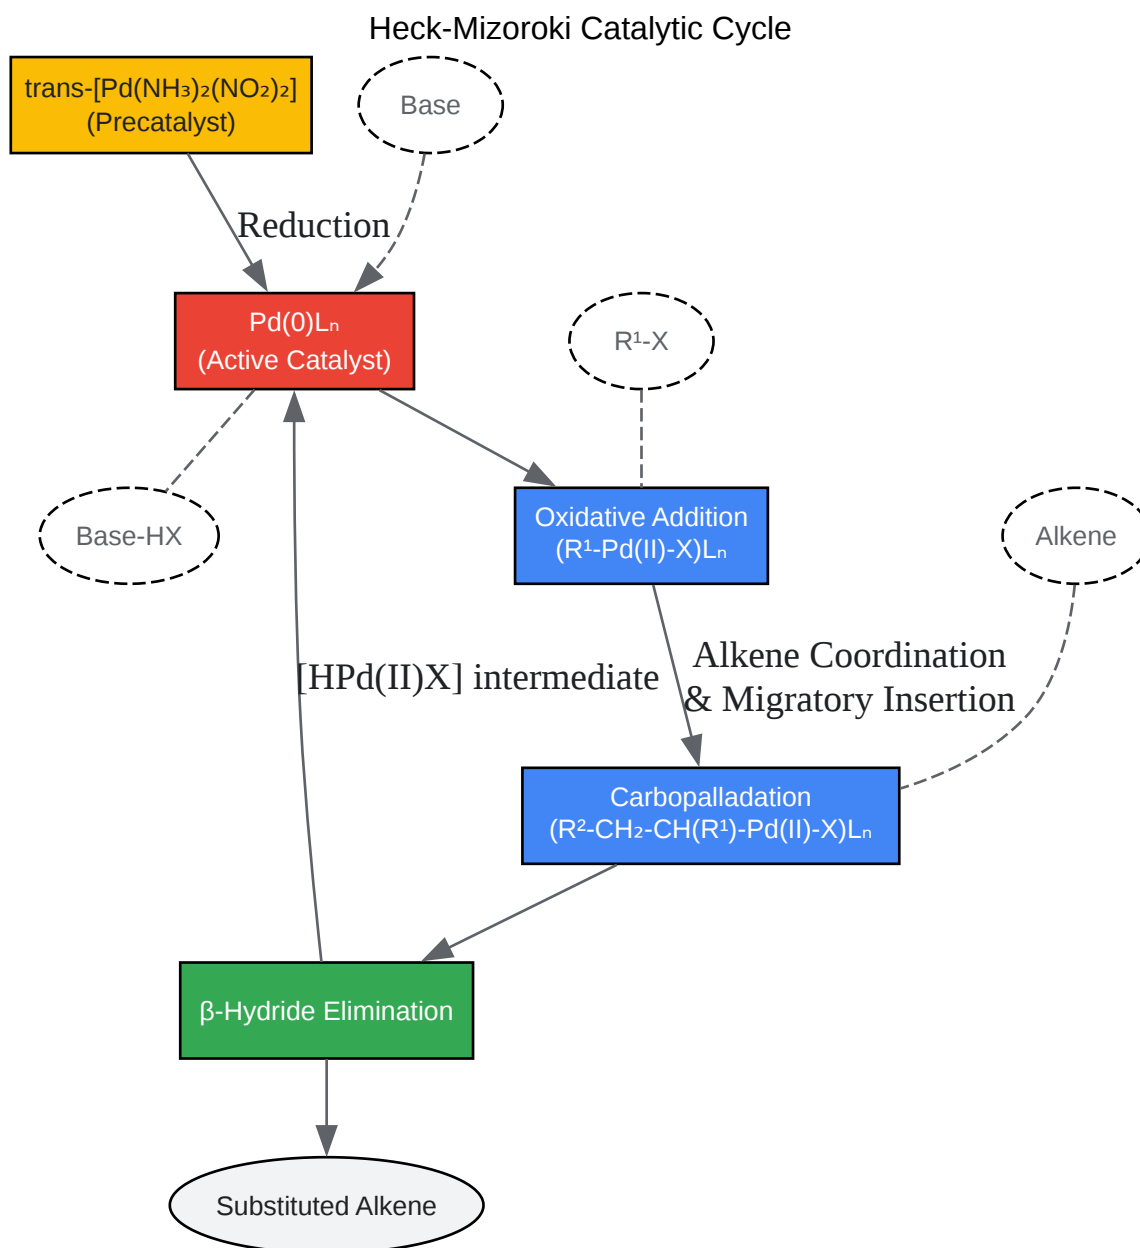 Heck-Mizoroki Catalytic Cycle
trans-[Pd(NH₃)₂(NO₂)₂]
(Precatalyst)
Base
Reduction
Pd(0)Lₙ
(Active Catalyst)
R¹-X
Base-HX
Oxidative Addition
(R¹-Pd(II)-X)Lₙ
Alkene
[HPd(II)X] intermediate
Alkene Coordination
& Migratory Insertion
Carbopalladation
(R²-CH₂-CH(R¹)-Pd(II)-X)Lₙ
β-Hydride Elimination
Substituted Alkene